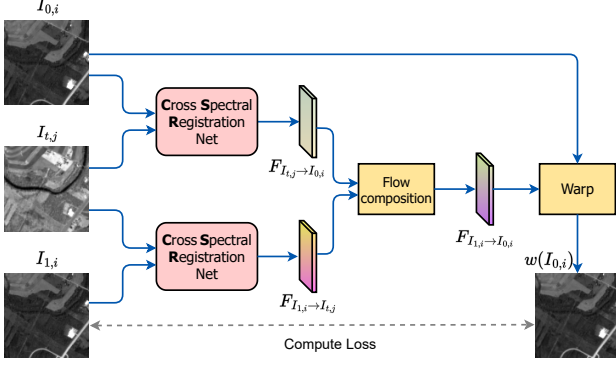 I_{0,i}
I_{t,j}
I_{1,i}
Cross Spectral
Registration
Net
Cross Spectral
Registration
Net
F_{I_{t,j}→I_{0,i}}
F_{I_{1,i}→I_{t,j}}
Flow
composition
F_{I_{1,i}→I_{0,i}}
Warp
w(I_{0,i})
Compute Loss